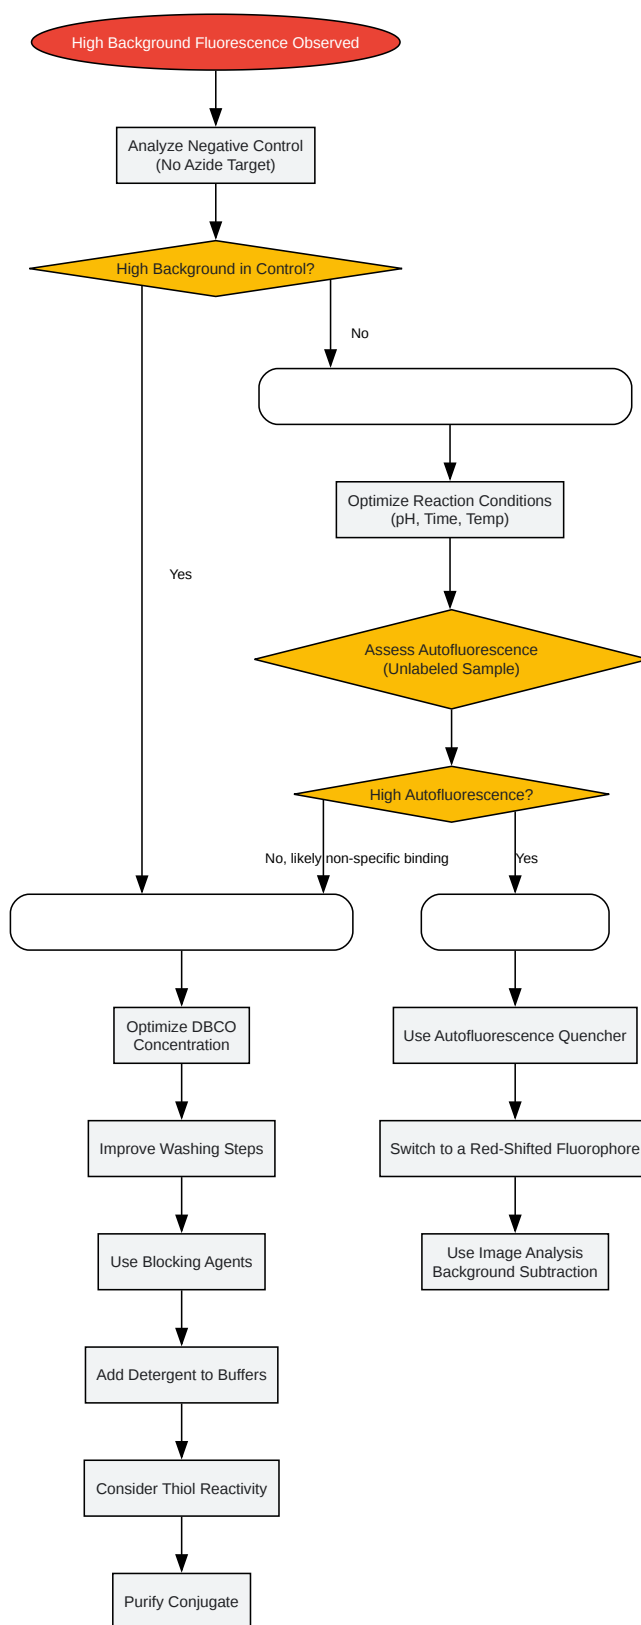 High Background Fluorescence Observed
Analyze Negative Control
(No Azide Target)
High Background in Control?
No
Optimize Reaction Conditions
(pH, Time, Temp)
Yes
Assess Autofluorescence
(Unlabeled Sample)
High Autofluorescence?
No, likely non-specific binding
Yes
Optimize DBCO
Concentration
Use Autofluorescence Quencher
Improve Washing Steps
Switch to a Red-Shifted Fluorophore
Use Blocking Agents
Use Image Analysis
Background Subtraction
Add Detergent to Buffers
Consider Thiol Reactivity
Purify Conjugate